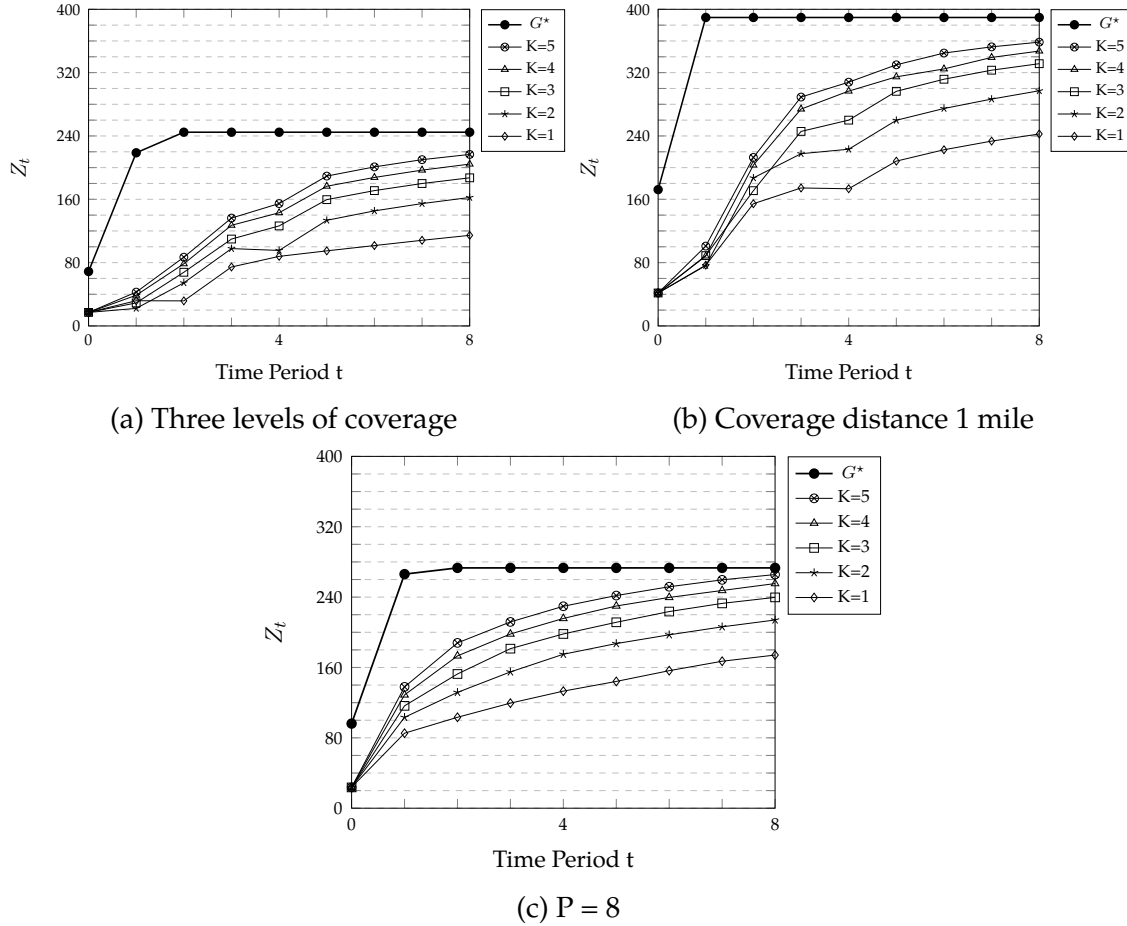 400
320
240
160
80
0
Z_t
0 4 8
Time Period t
G⋆
K=5
K=4
K=3
K=2
K=1
(a) Three levels of coverage
400
320
240
160
80
0
Z_t
0 4 8
Time Period t
G⋆
K=5
K=4
K=3
K=2
K=1
(b) Coverage distance 1 mile
400
320
240
160
80
0
Z_t
0 4 8
Time Period t
G⋆
K=5
K=4
K=3
K=2
K=1
(c) P = 8